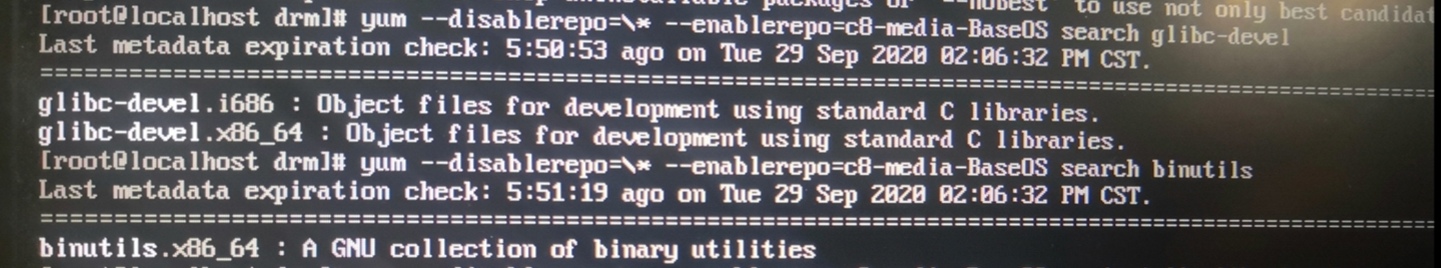 packages or '--nobest' to use not only best candidat
[root@localhost drm]# yum --disablerepo=\* --enablerepo=c8-media-BaseOS search glibc-devel
Last metadata expiration check: 5:50:53 ago on Tue 29 Sep 2020 02:06:32 PM CST.
glibc-devel.i686 : Object files for development using standard C libraries.
glibc-devel.x86_64 : Object files for development using standard C libraries.
[root@localhost drm]# yum --disablerepo=\* --enablerepo=c8-media-BaseOS search binutils
Last metadata expiration check: 5:51:19 ago on Tue 29 Sep 2020 02:06:32 PM CST.
binutils.x86_64 : A GNU collection of binary utilities